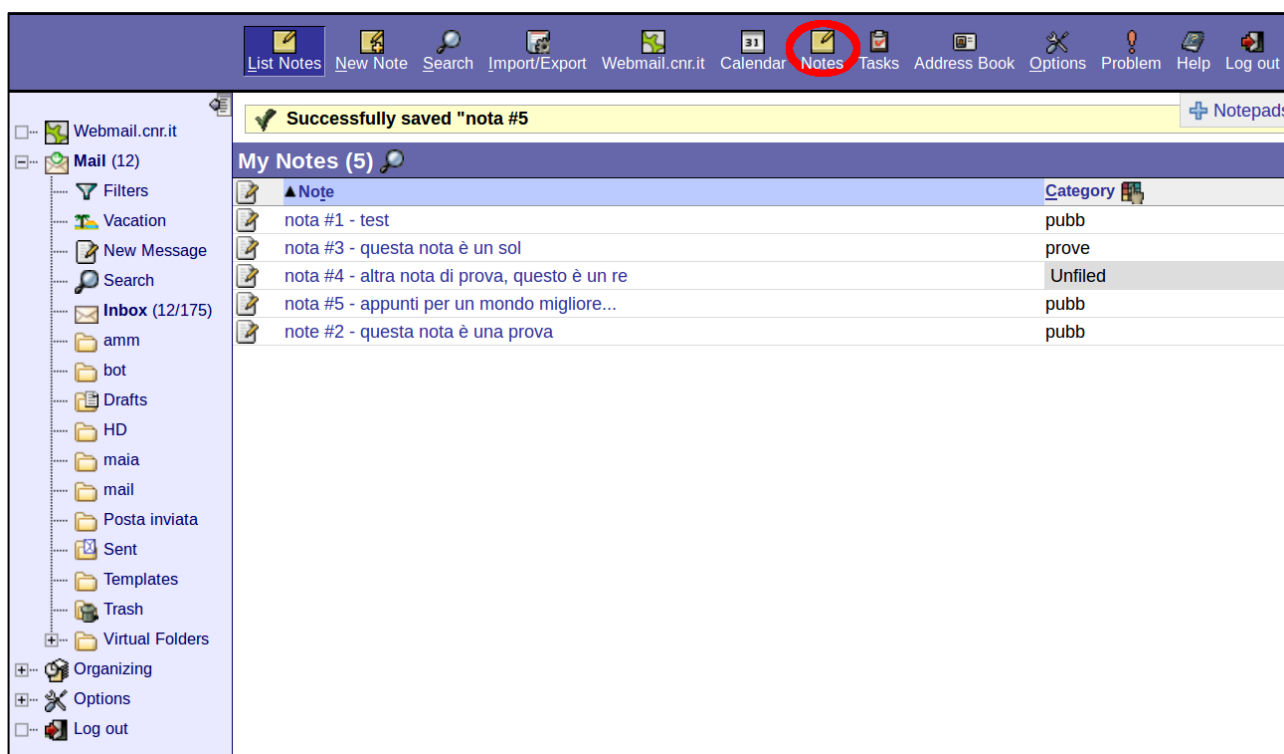 List Notes New Note Search Import/Export Webmail.cnr.it Calendar Notes Tasks Address Book Options Problem Help Log out
Successfully saved "nota #5
Notepads
Webmail.cnr.it
Mail (12)
Filters
Vacation
New Message
Search
Inbox (12/175)
amm
bot
Drafts
HD
maia
mail
Posta inviata
Sent
Templates
Trash
Virtual Folders
Organizing
Options
Log out
My Notes (5)
Note Category
nota #1 - test pubb
nota #3 - questa nota è un sol prove
nota #4 - altra nota di prova, questo è un re Unfiled
nota #5 - appunti per un mondo migliore... pubb
note #2 - questa nota è una prova pubb